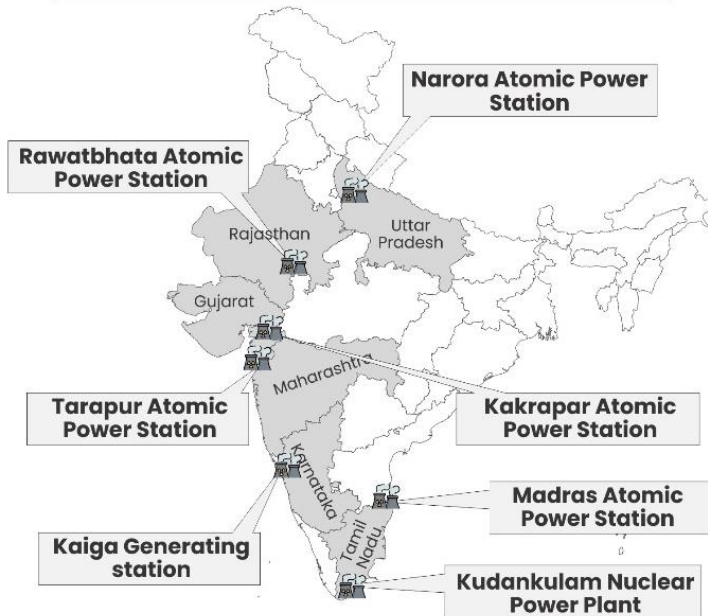 Narora Atomic Power
Station
Rawatbhata Atomic
Power Station
Rajasthan
Uttar
Pradesh
Gujarat
Maharashtra
Tarapur Atomic
Power Station
Kakrapar Atomic
Power Station
Karnataka
Madras Atomic
Power Station
Tamil
Nadu
Kaiga Generating
station
Kudankulam Nuclear
Power Plant